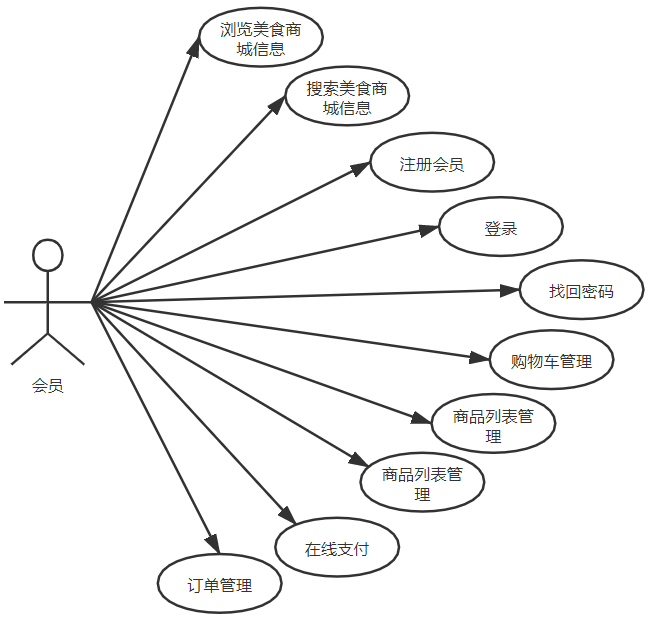 浏览美食商
城信息
搜索美食商
城信息
注册会员
登录
找回密码
会员
购物车管理
商品列表管
理
商品列表管
理
在线支付
订单管理